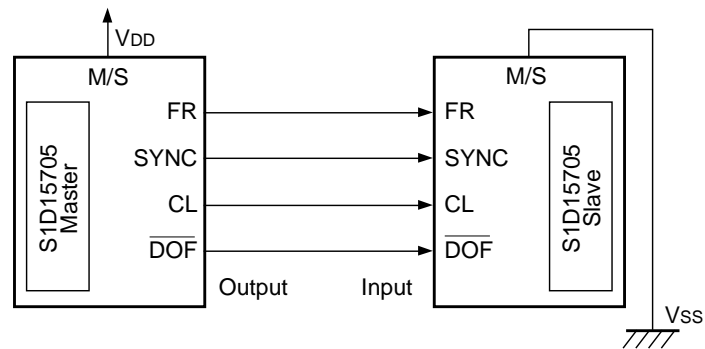 VDD
M/S
FR
SYNC
CL
DOF
S1D15705
Master
Output
Input
M/S
FR
SYNC
CL
DOF
S1D15705
Slave
VSS